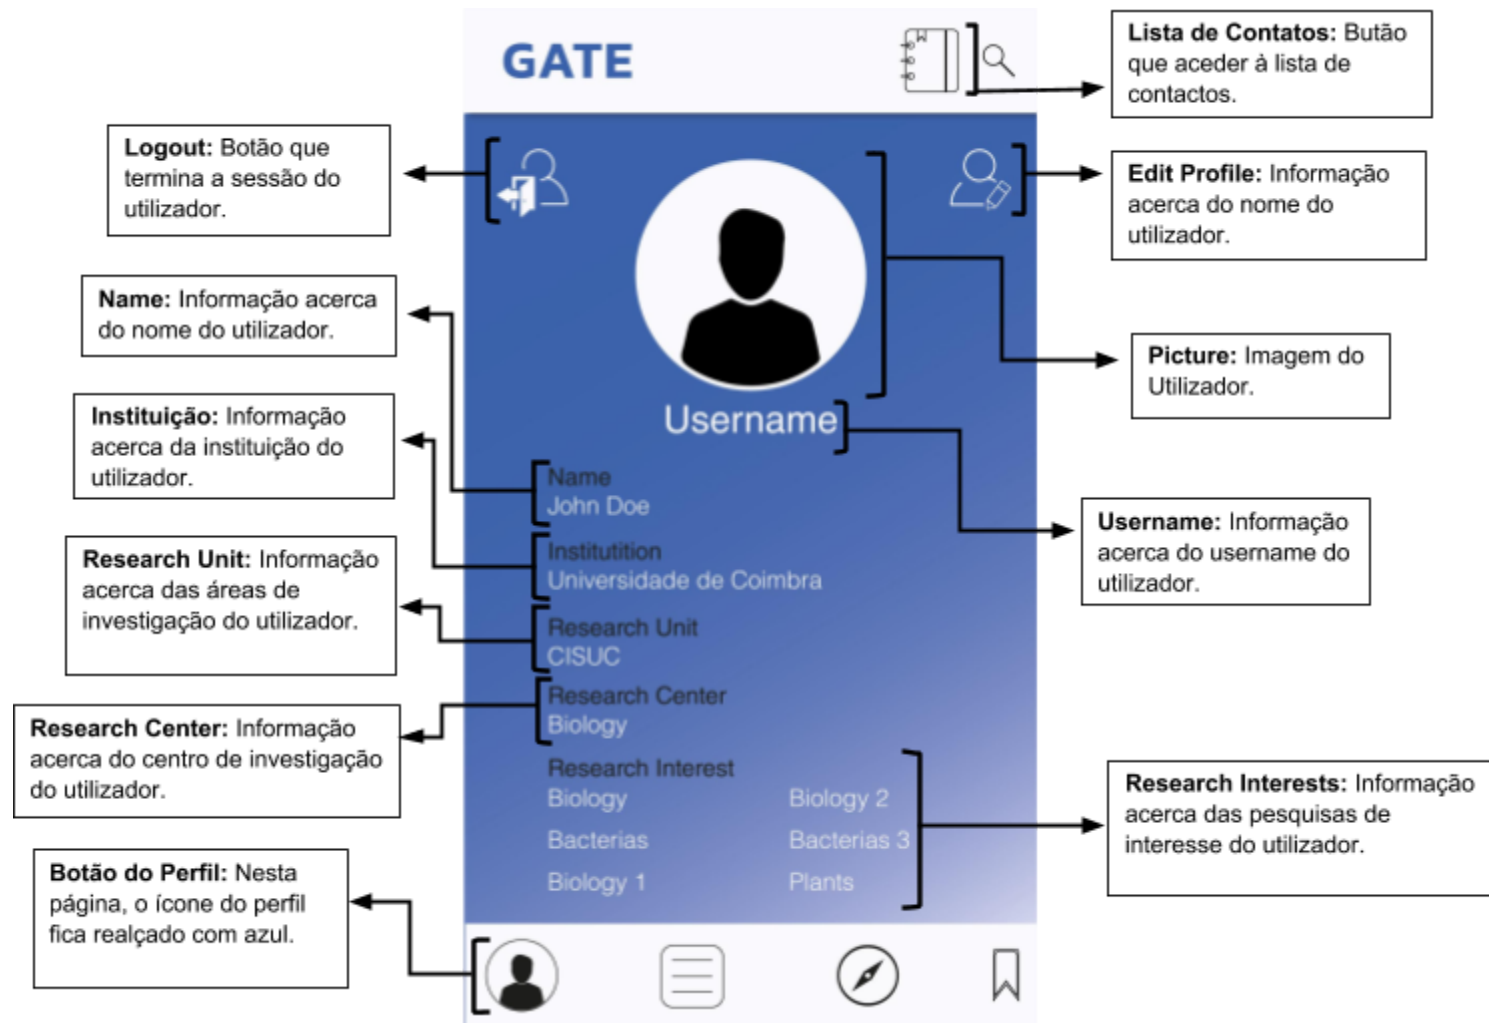 GATE
Lista de Contatos: Butão
que aceder à lista de
contactos.
Logout: Botão que
termina a sessão do
utilizador.
Edit Profile: Informação
acerca do nome do
utilizador.
Name: Informação acerca
do nome do utilizador.
Picture: Imagem do
Utilizador.
Instituição: Informação
acerca da instituição do
utilizador.
Username
Name
John Doe
Username: Informação
acerca do username do
utilizador.
Research Unit: Informação
acerca das áreas de
investigação do utilizador.
Institutition
Universidade de Coimbra
Research Unit
CISUC
Research Center: Informação
acerca do centro de investigação
do utilizador.
Research Center
Biology
Research Interest
Biology Biology 2
Bacterias Bacterias 3
Biology 1 Plants
Research Interests: Informação
acerca das pesquisas de
interesse do utilizador.
Botão do Perfil: Nesta
página, o ícone do perfil
fica realçado com azul.